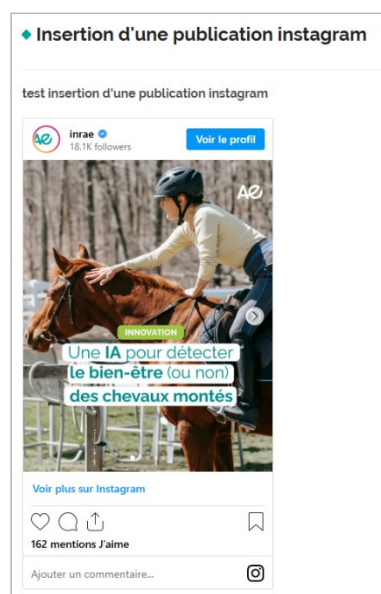 Insertion d'une publication instagram
test insertion d'une publication instagram
inrae
18.1K followers
Voir le profil
INNOVATION
Une IA pour détecter
le bien-être (ou non)
des chevaux montés
Voir plus sur Instagram
162 mentions J'aime
Ajouter un commentaire...